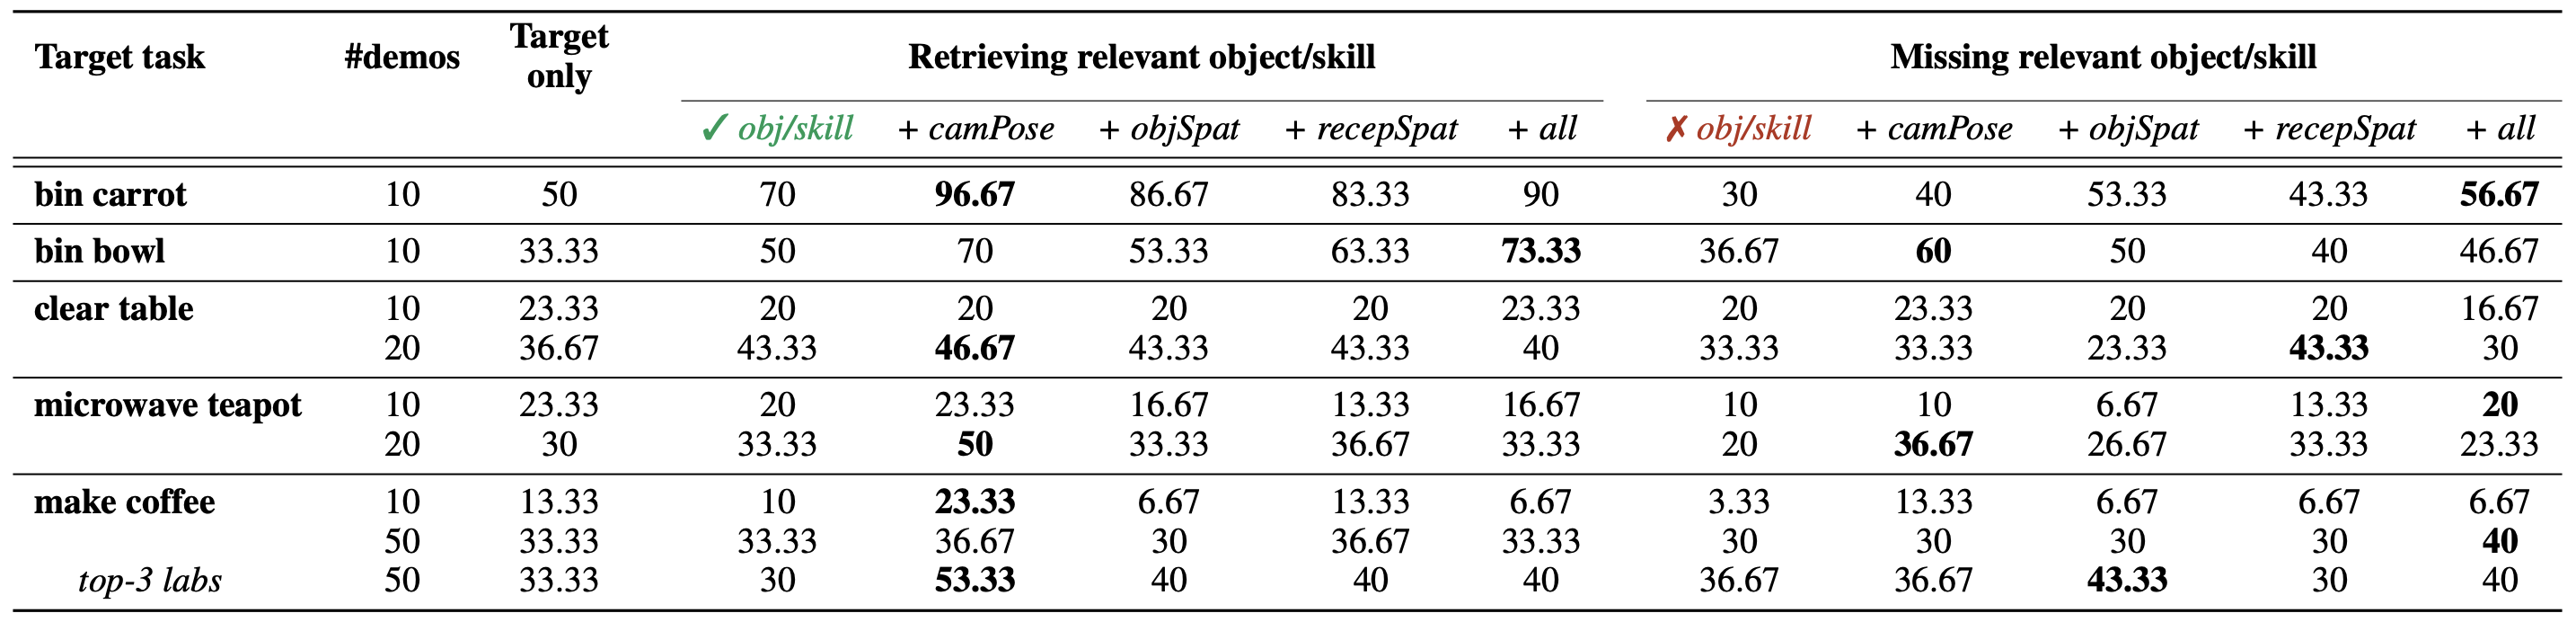 Target task #demos Target only Retrieving relevant object/skill Missing relevant object/skill
✓ obj/skill + camPose + objSpat + recepSpat + all ✗ obj/skill + camPose + objSpat + recepSpat + all
bin carrot 10 50 70 96.67 86.67 83.33 90 30 40 53.33 43.33 56.67
bin bowl 10 33.33 50 70 53.33 63.33 73.33 36.67 60 50 40 46.67
clear table 10 23.33 20 20 20 20 23.33 20 23.33 20 20 16.67
20 36.67 43.33 46.67 43.33 43.33 40 33.33 33.33 23.33 43.33 30
microwave teapot 10 23.33 20 23.33 16.67 13.33 16.67 10 10 6.67 13.33 20
20 30 33.33 50 33.33 36.67 33.33 20 36.67 26.67 33.33 23.33
make coffee 10 13.33 10 23.33 6.67 13.33 6.67 3.33 13.33 6.67 6.67 6.67
50 33.33 33.33 36.67 30 36.67 33.33 30 30 30 30 40
top-3 labs 50 33.33 30 53.33 40 40 40 36.67 36.67 43.33 30 40